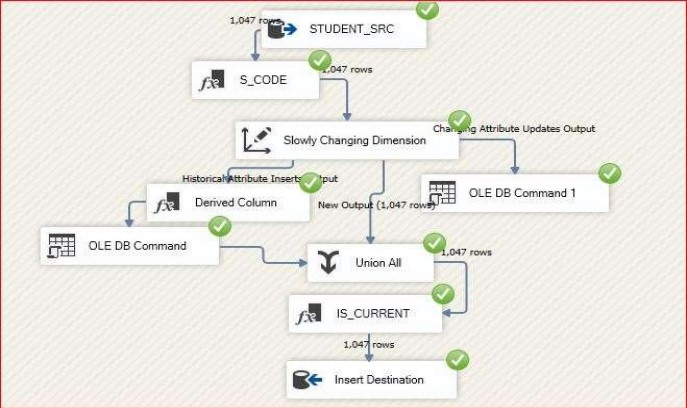 1,047 rows
STUDENT_SRC
1,047 rows
S_CODE
Changing Attribute Updates Output
Slowly Changing Dimension
Historical Attribute Inserts Output
OLE DB Command 1
Derived Column
New Output (1,047 rows)
OLE DB Command
1,047 rows
Union All
IS_CURRENT
1,047 rows
Insert Destination